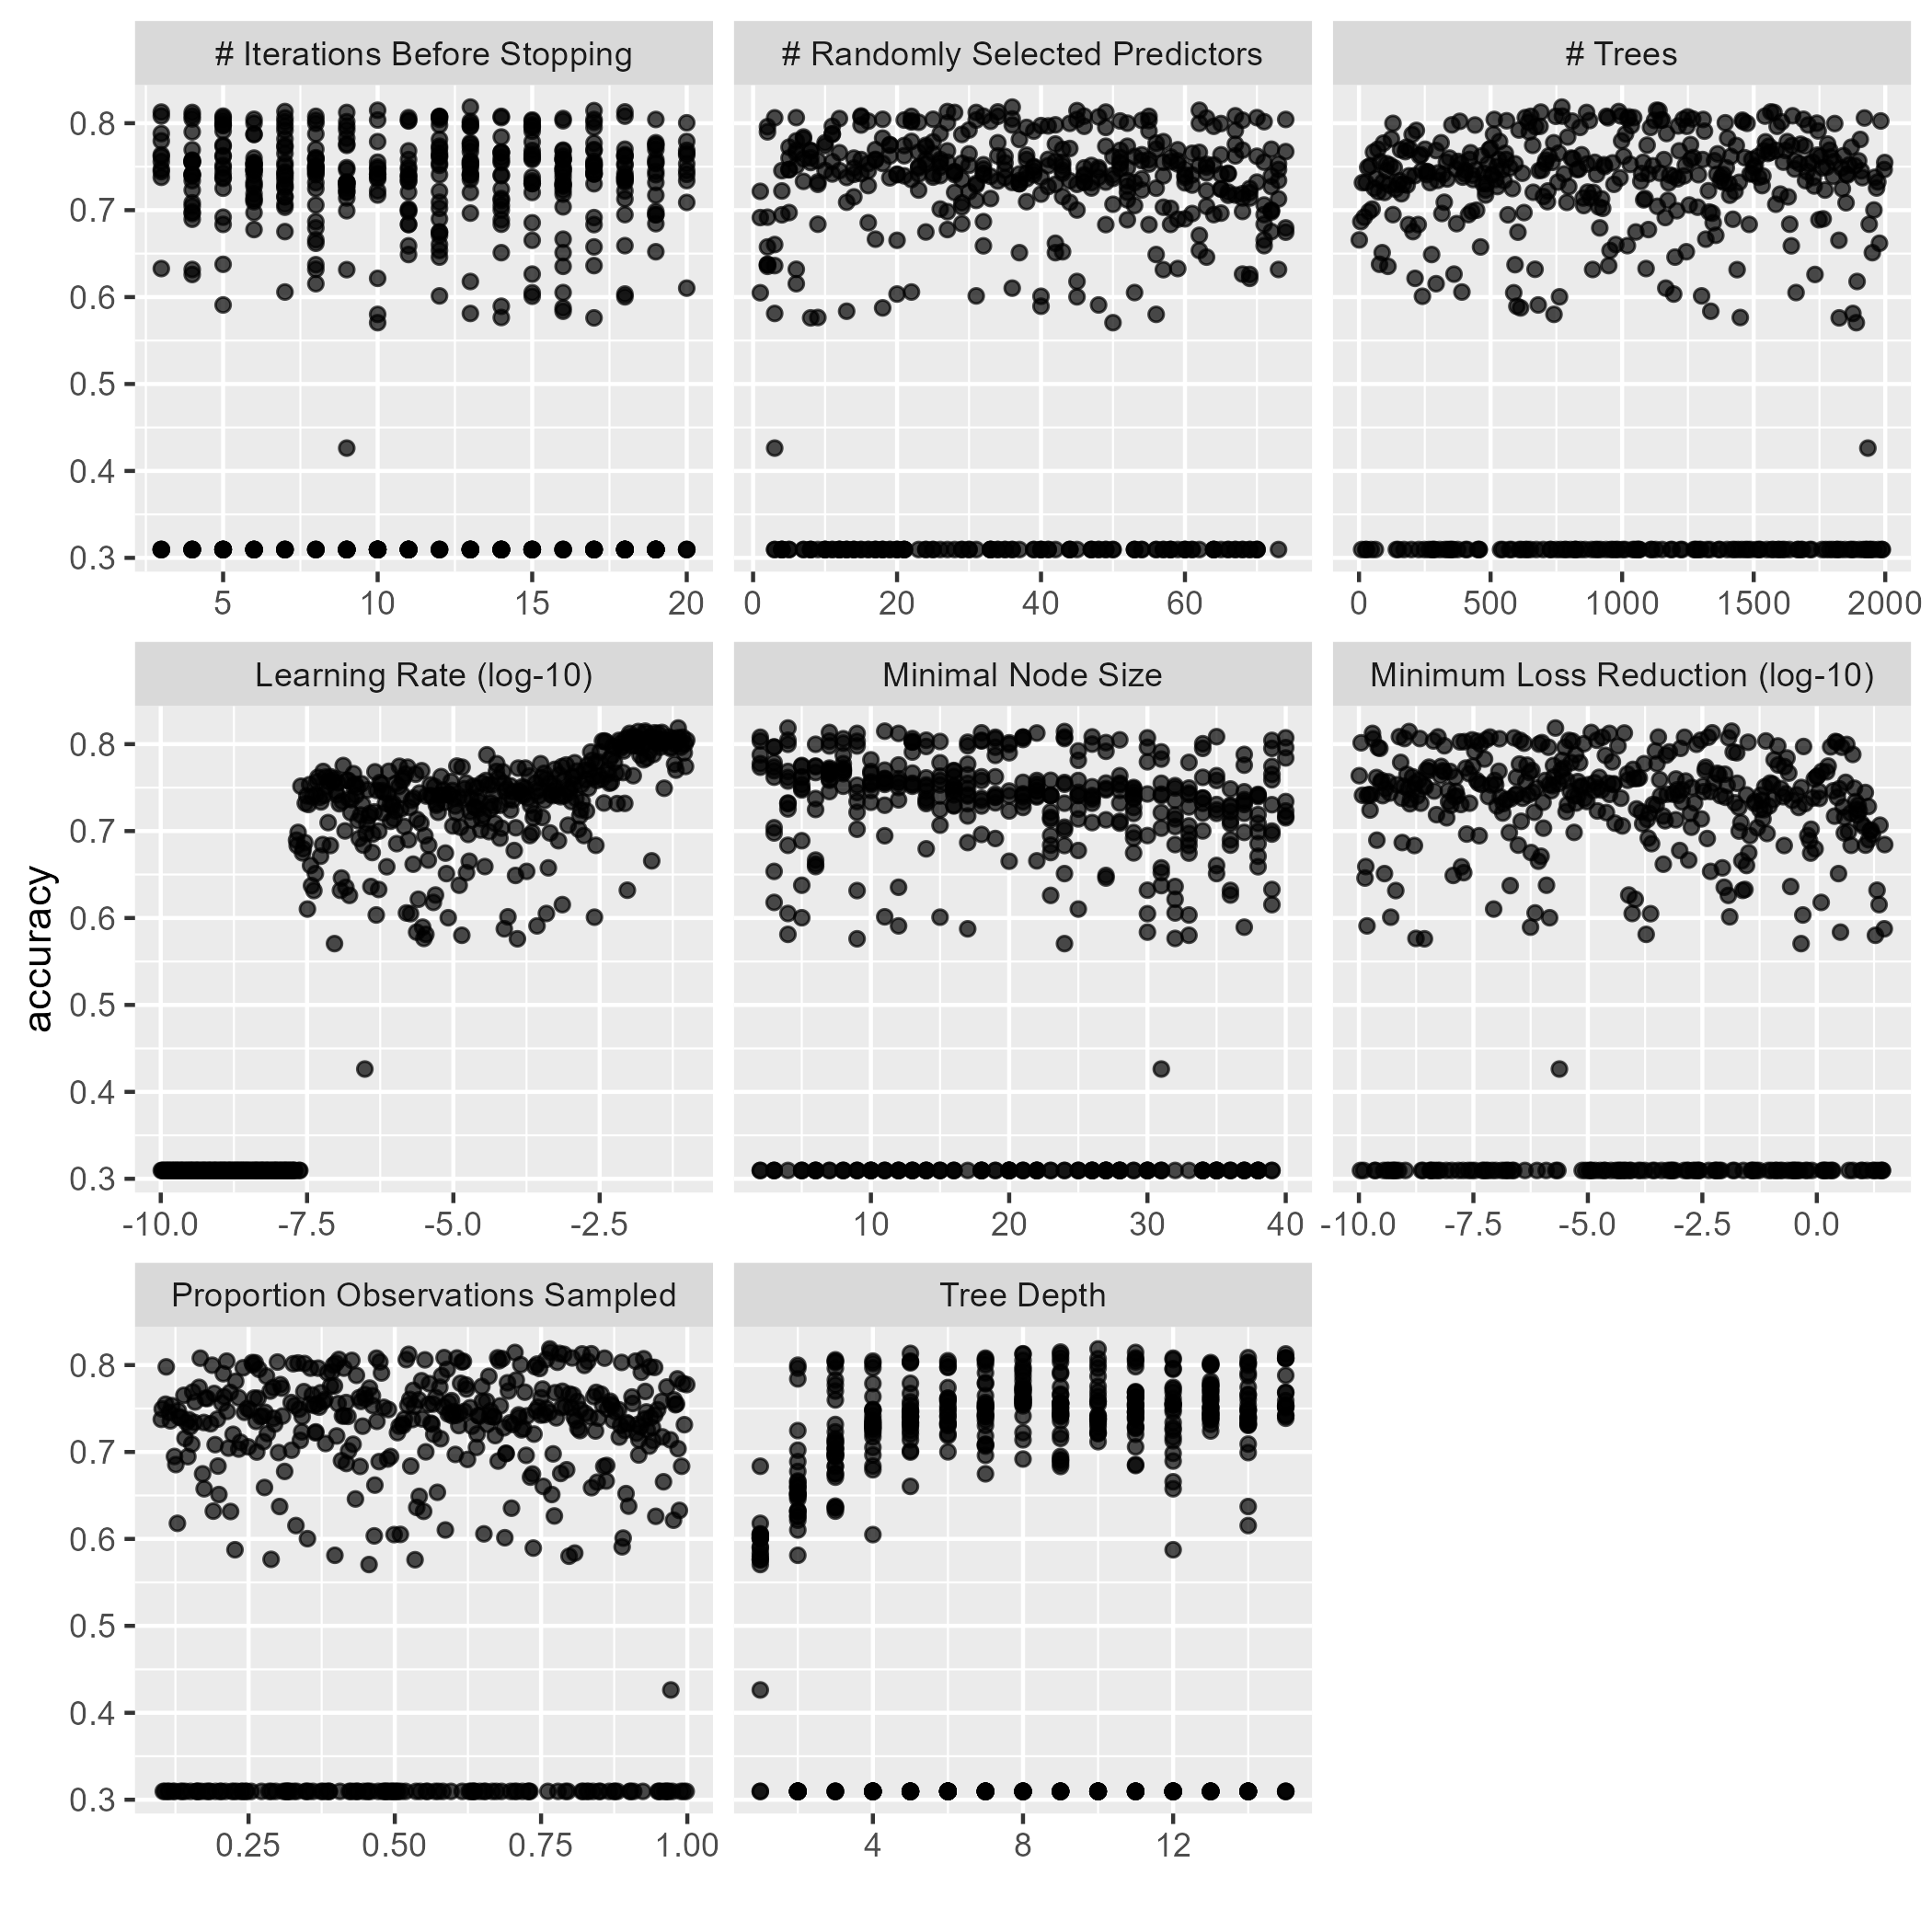 # Iterations Before Stopping
# Randomly Selected Predictors
# Trees
0.8
0.7
0.6
0.5
0.4
0.3
5 10 15 20
0 20 40 60
0 500 1000 1500 2000
Learning Rate (log-10)
Minimal Node Size
Minimum Loss Reduction (log-10)
accuracy
0.8
0.7
0.6
0.5
0.4
0.3
-10.0 -7.5 -5.0 -2.5
10 20 30 40
-10.0 -7.5 -5.0 -2.5 0.0
Proportion Observations Sampled
Tree Depth
0.8
0.7
0.6
0.5
0.4
0.3
0.25 0.50 0.75 1.00
4 8 12